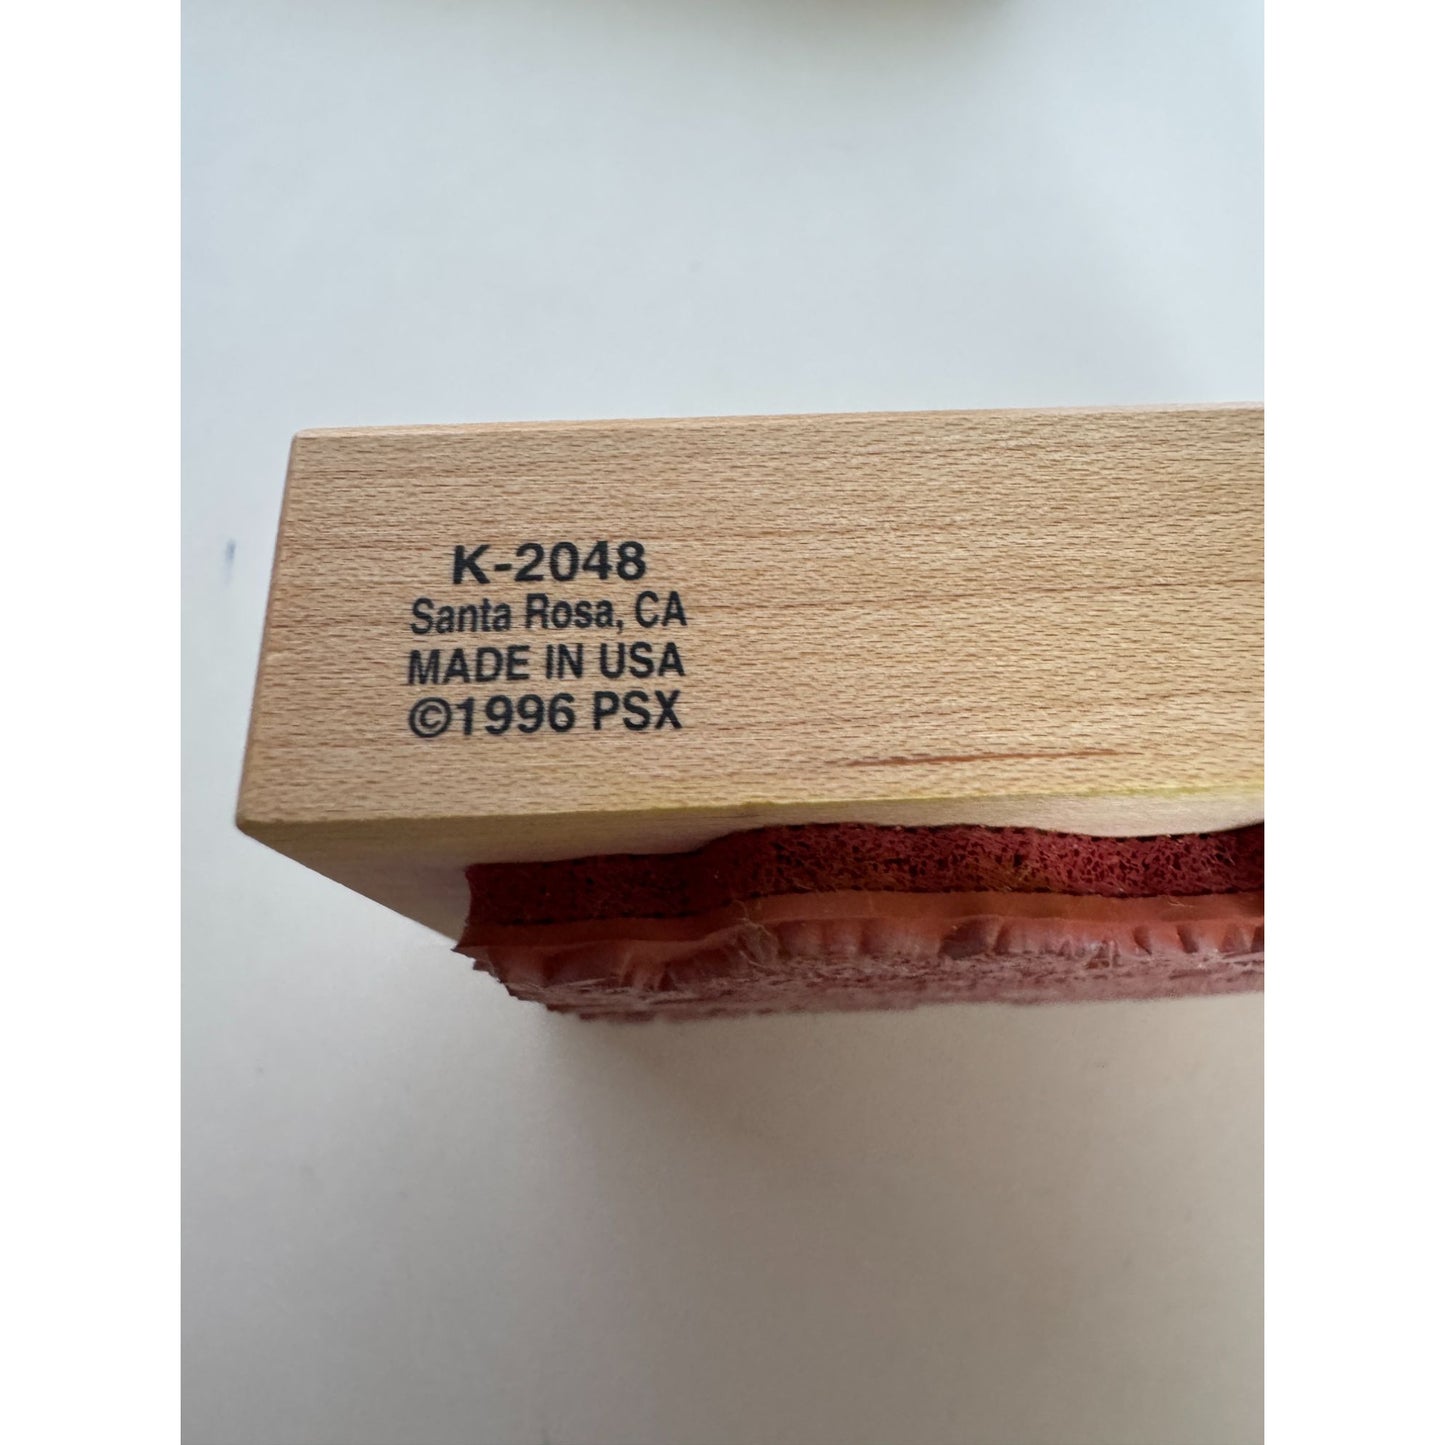 K-2048
Santa Rosa, CA
MADE IN USA
©1996 PSX